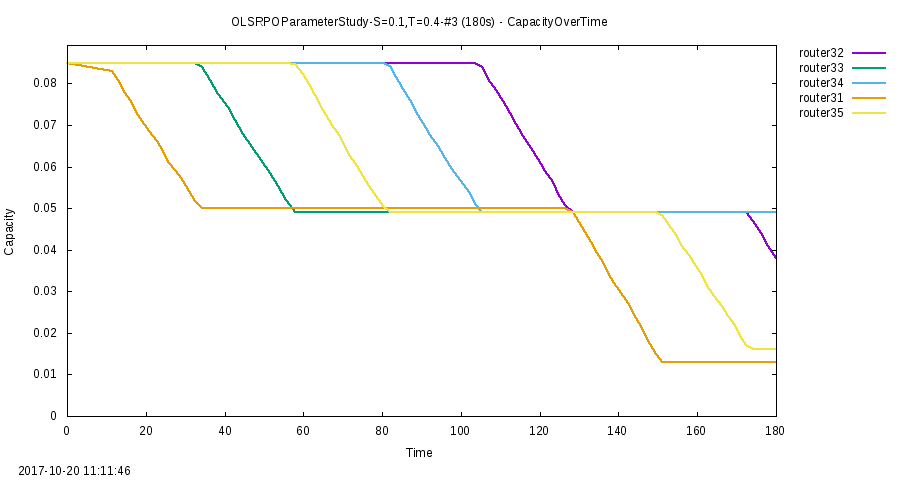 OLSRPOParameterStudy-S=0.1,T=0.4-#3 (180s) - CapacityOverTime
router32
router33
router34
router31
router35
0.08
0.07
0.06
0.05
0.04
0.03
0.02
0.01
0
Capacity
0 20 40 60 80 100 120 140 160 180
Time
2017-10-20 11:11:46